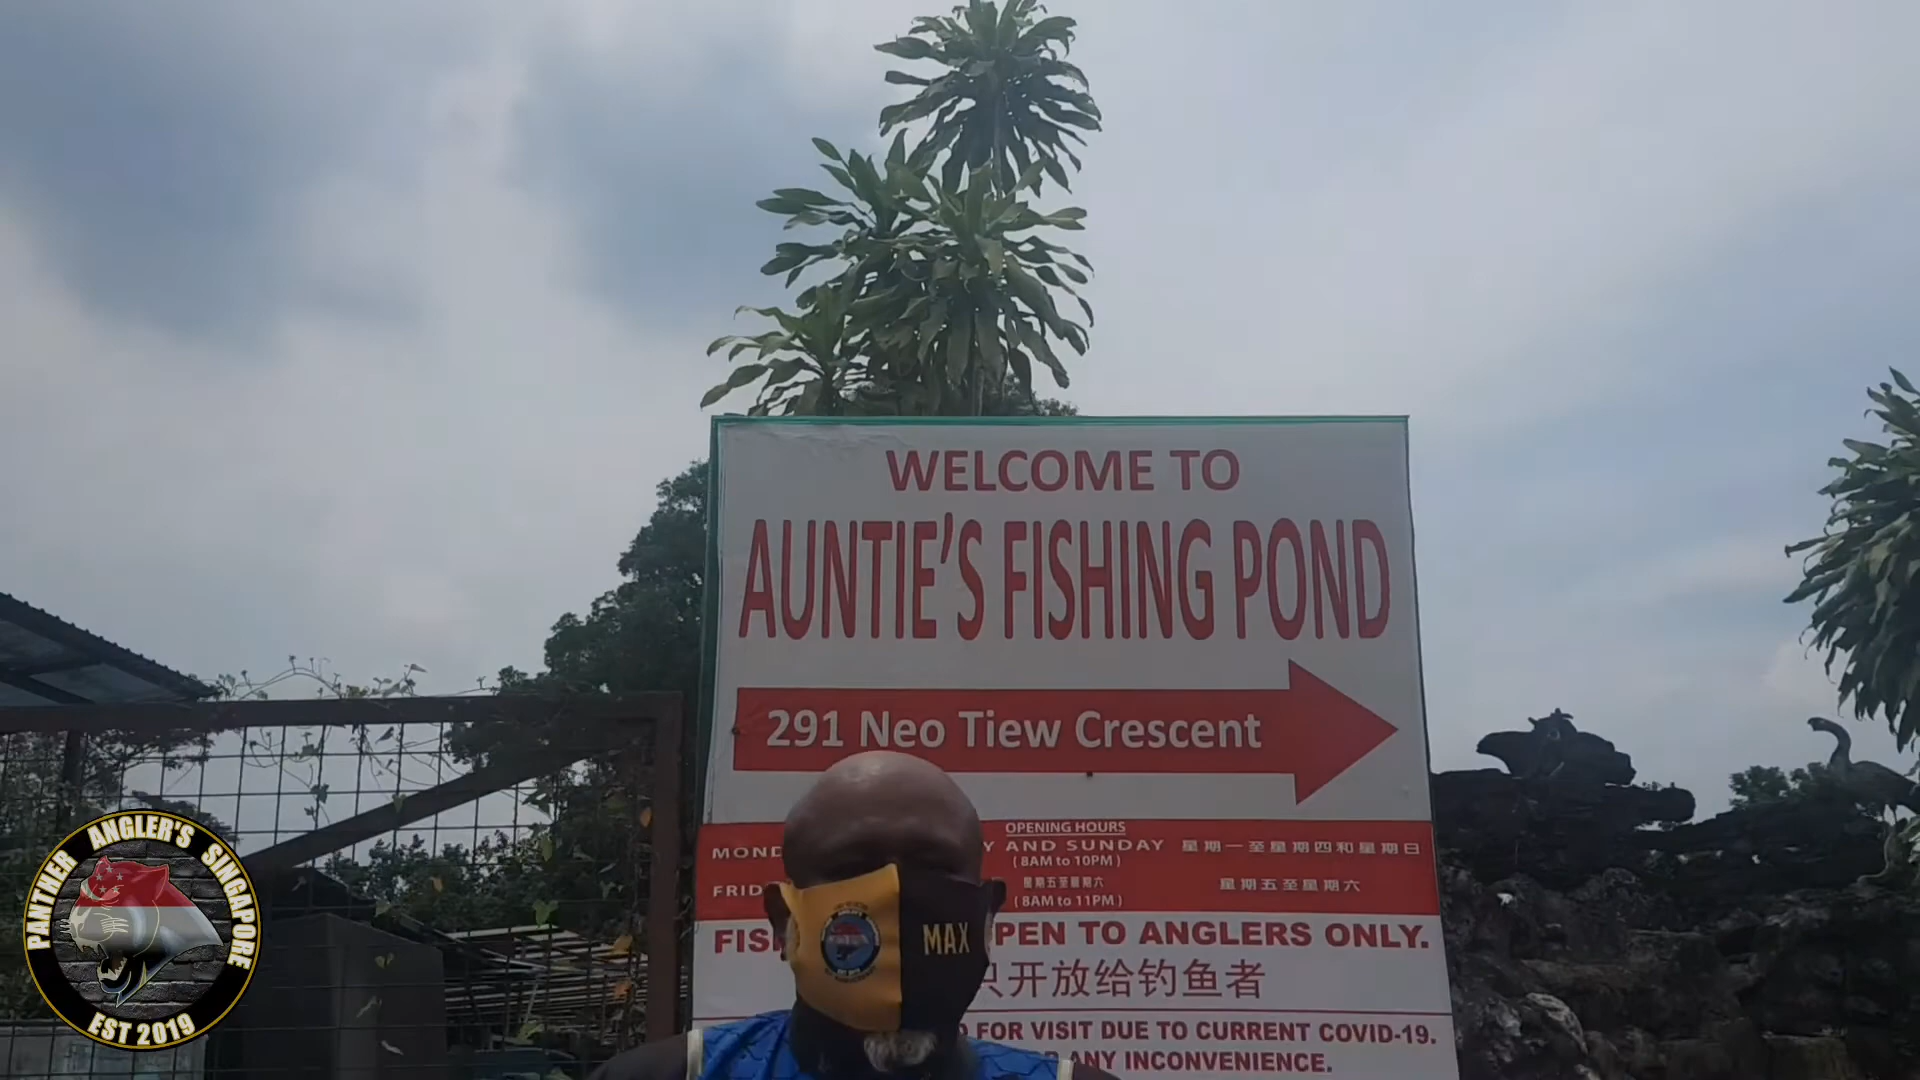 WELCOME TO
AUNTIE'S FISHING POND
291 Neo Tiew Crescent
OPENING HOURS
AND SUNDAY 星期一至星期四和星期日
( 8AM to 10PM )
星期五至星期六 星期五至星期六
( 8AM to 11PM )
TO ANGLERS ONLY.
只开放给钓鱼者
FOR VISIT DUE TO CURRENT COVID-19.
ANY INCONVENIENCE.
MAX
PANTHER ANGLER'S SINGAPORE
EST 2019